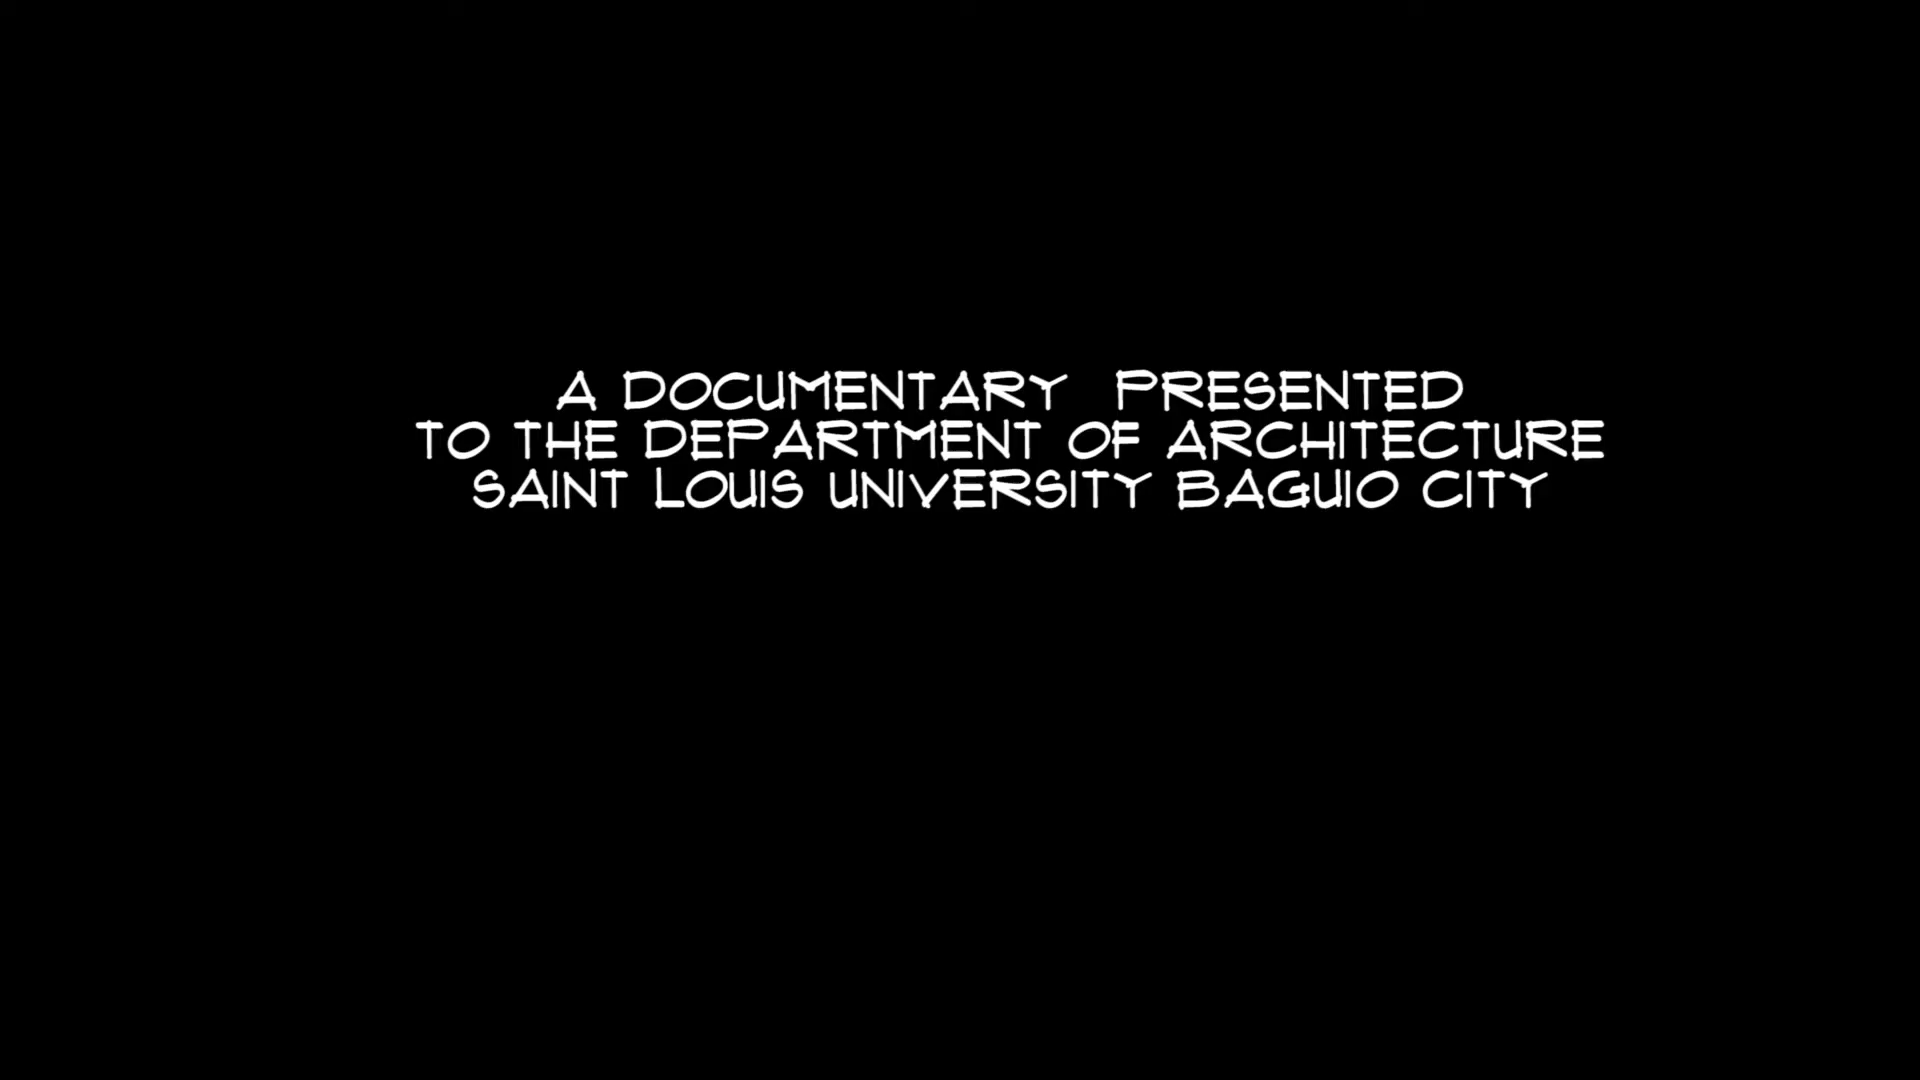 A DOCUMENTARY PRESENTED
TO THE DEPARTMENT OF ARCHITECTURE
SAINT LOUIS UNIVERSITY BAGUIO CITY